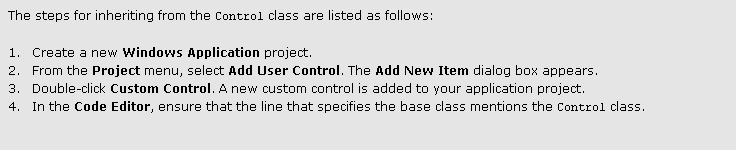 The steps for inheriting from the Control class are listed as follows:
1. Create a new Windows Application project.
2. From the Project menu, select Add User Control. The Add New Item dialog box appears.
3. Double-click Custom Control. A new custom control is added to your application project.
4. In the Code Editor, ensure that the line that specifies the base class mentions the Control class.